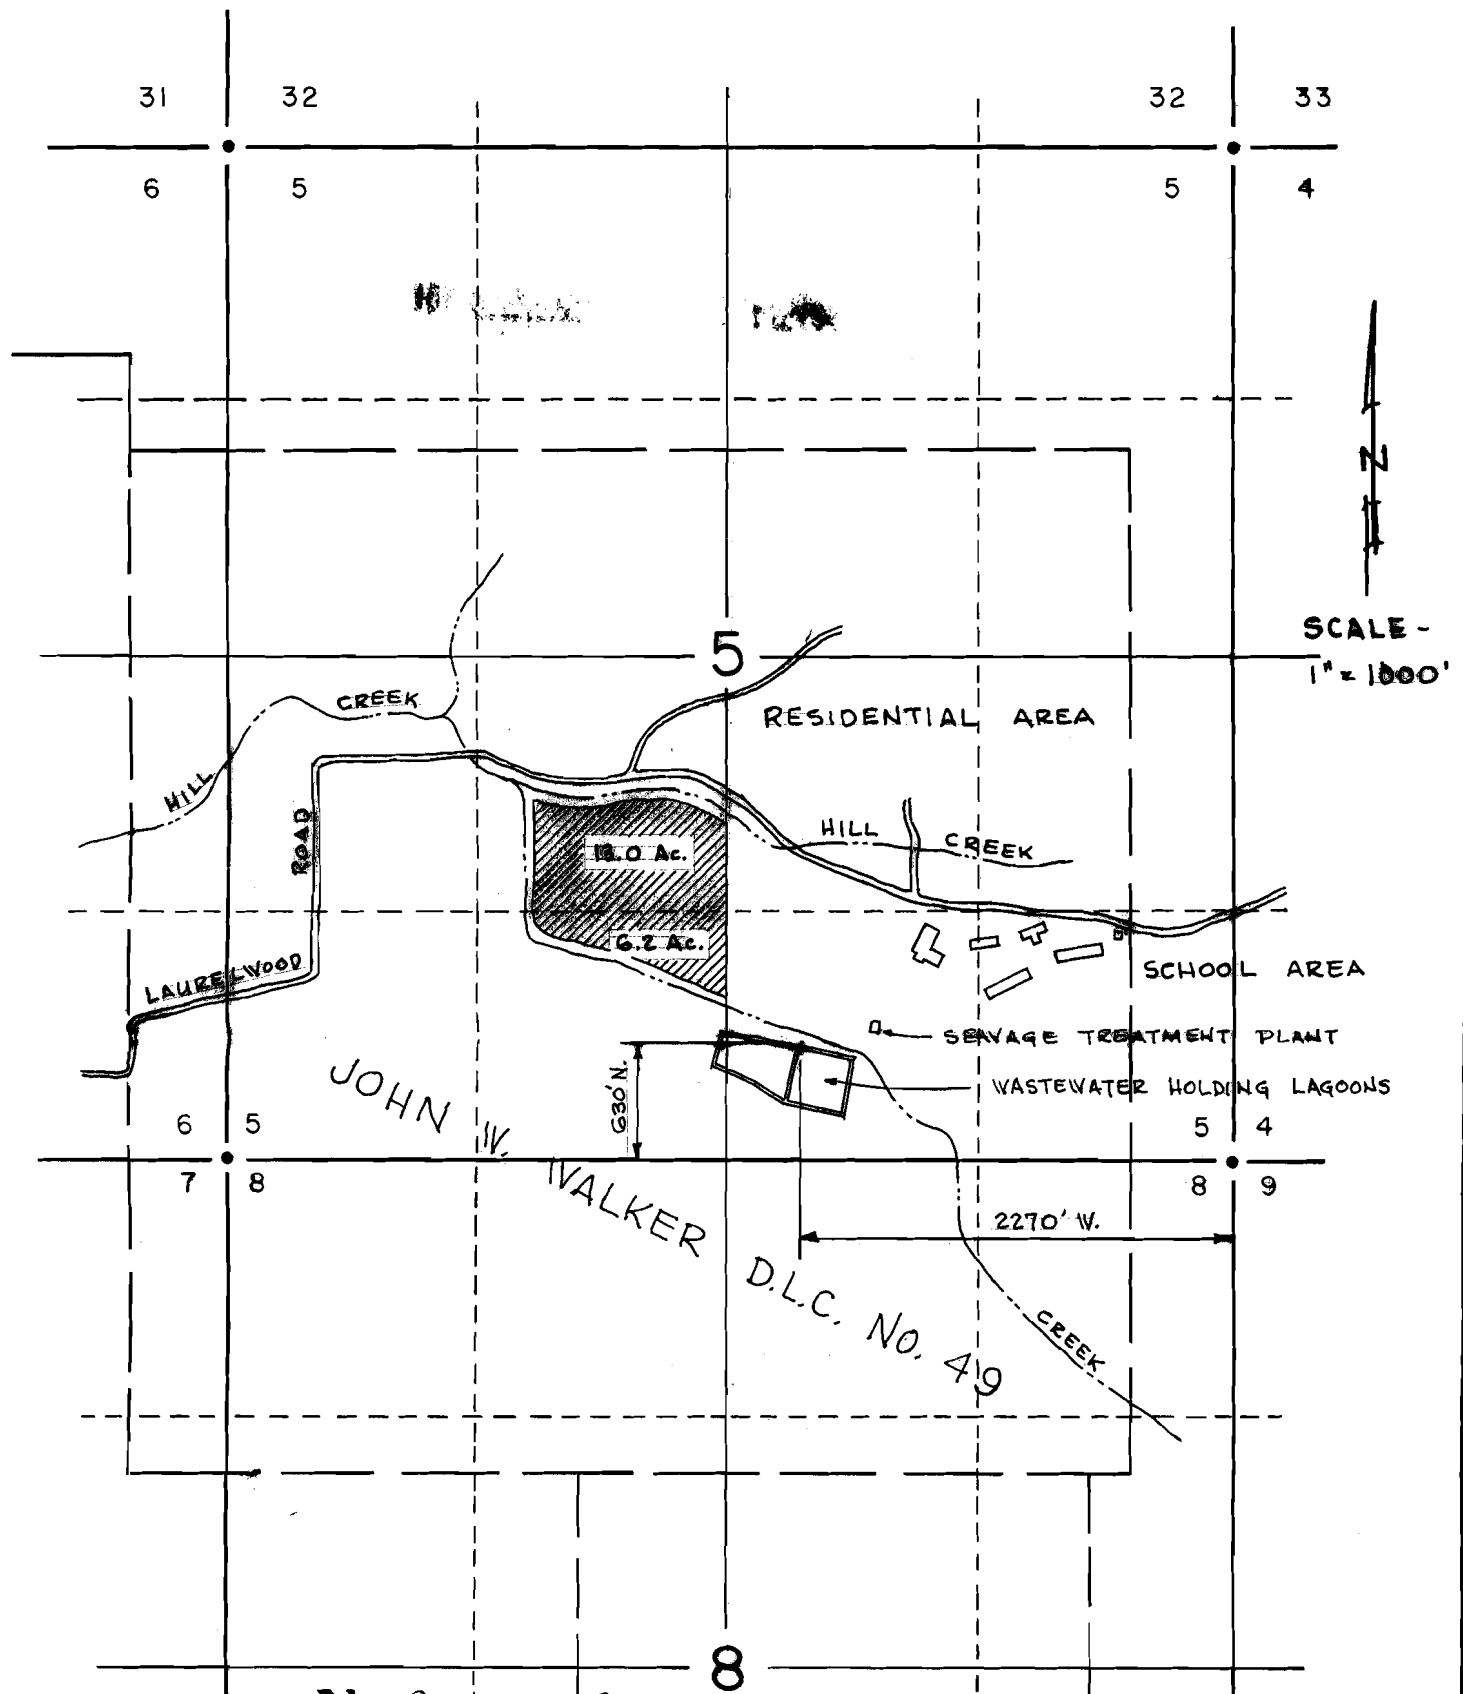 31 32 32 33
6 5 5 4
N
SCALE -
1" = 1000'
5
CREEK
RESIDENTIAL AREA
HILL
ROAD
HILL CREEK
18.0 Ac.
6.2 Ac.
LAURELWOOD
SCHOOL AREA
SEWAGE TREATMENT PLANT
WASTEWATER HOLDING LAGOONS
630' N.
6 5 5 4
7 8 8 9
2270' W.
JOHN W. WALKER D.L.C. No. 49
CREEK
8